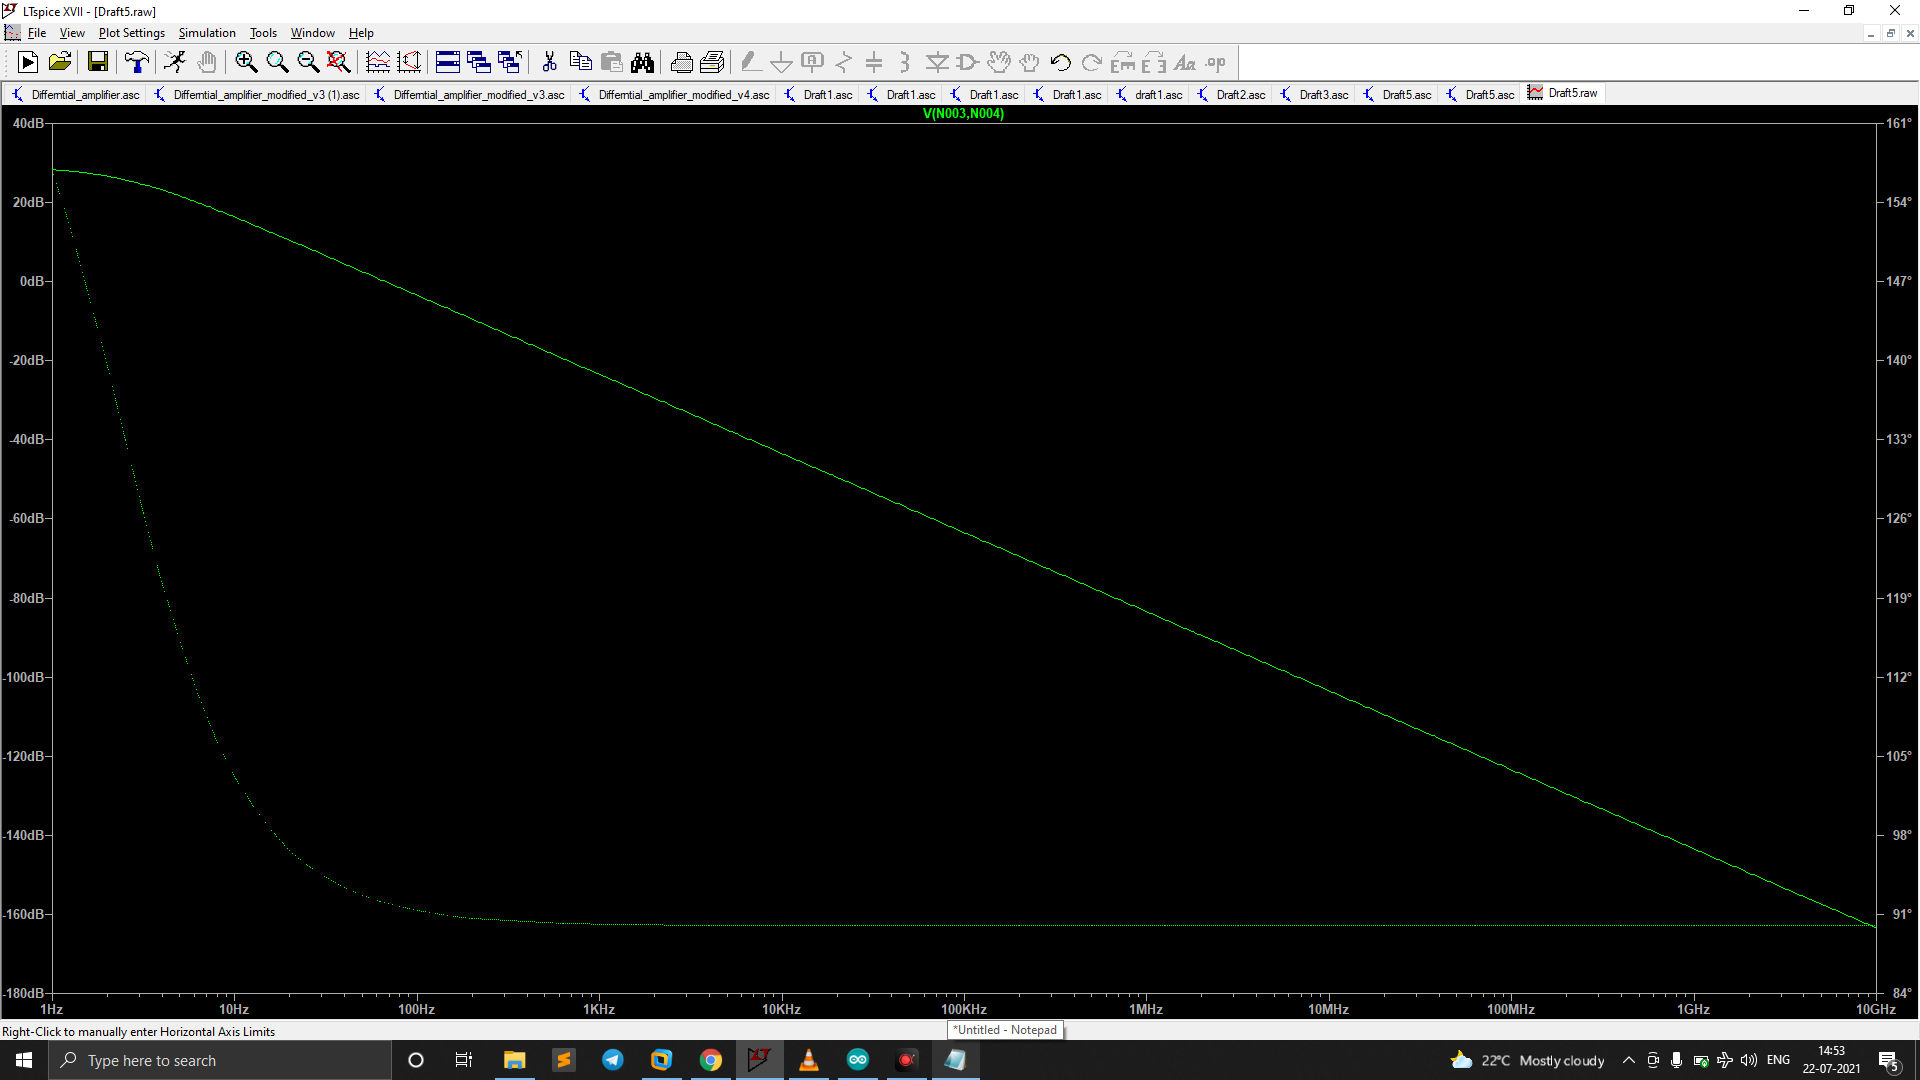 LTspice XVII - [Draft5.raw]
File View Plot Settings Simulation Tools Window Help
Differntial_amplifier.asc Differntial_amplifier_modified_v3 (1).asc Differntial_amplifier_modified_v3.asc Differntial_amplifier_modified_v4.asc Draft1.asc Draft1.asc Draft1.asc Draft1.asc draft1.asc Draft2.asc Draft3.asc Draft5.asc Draft5.asc Draft5.raw
V(N003,N004)
40dB 161°
20dB 154°
0dB 147°
-20dB 140°
-40dB 133°
-60dB 126°
-80dB 119°
-100dB 112°
-120dB 105°
-140dB 98°
-160dB 91°
-180dB 84°
1Hz 10Hz 100Hz 1KHz 10KHz 100KHz 1MHz 10MHz 100MHz 1GHz 10GHz
Right-Click to manually enter Horizontal Axis Limits
*Untitled - Notepad
Type here to search
22°C Mostly cloudy
ENG
14:53
22-07-2021
5